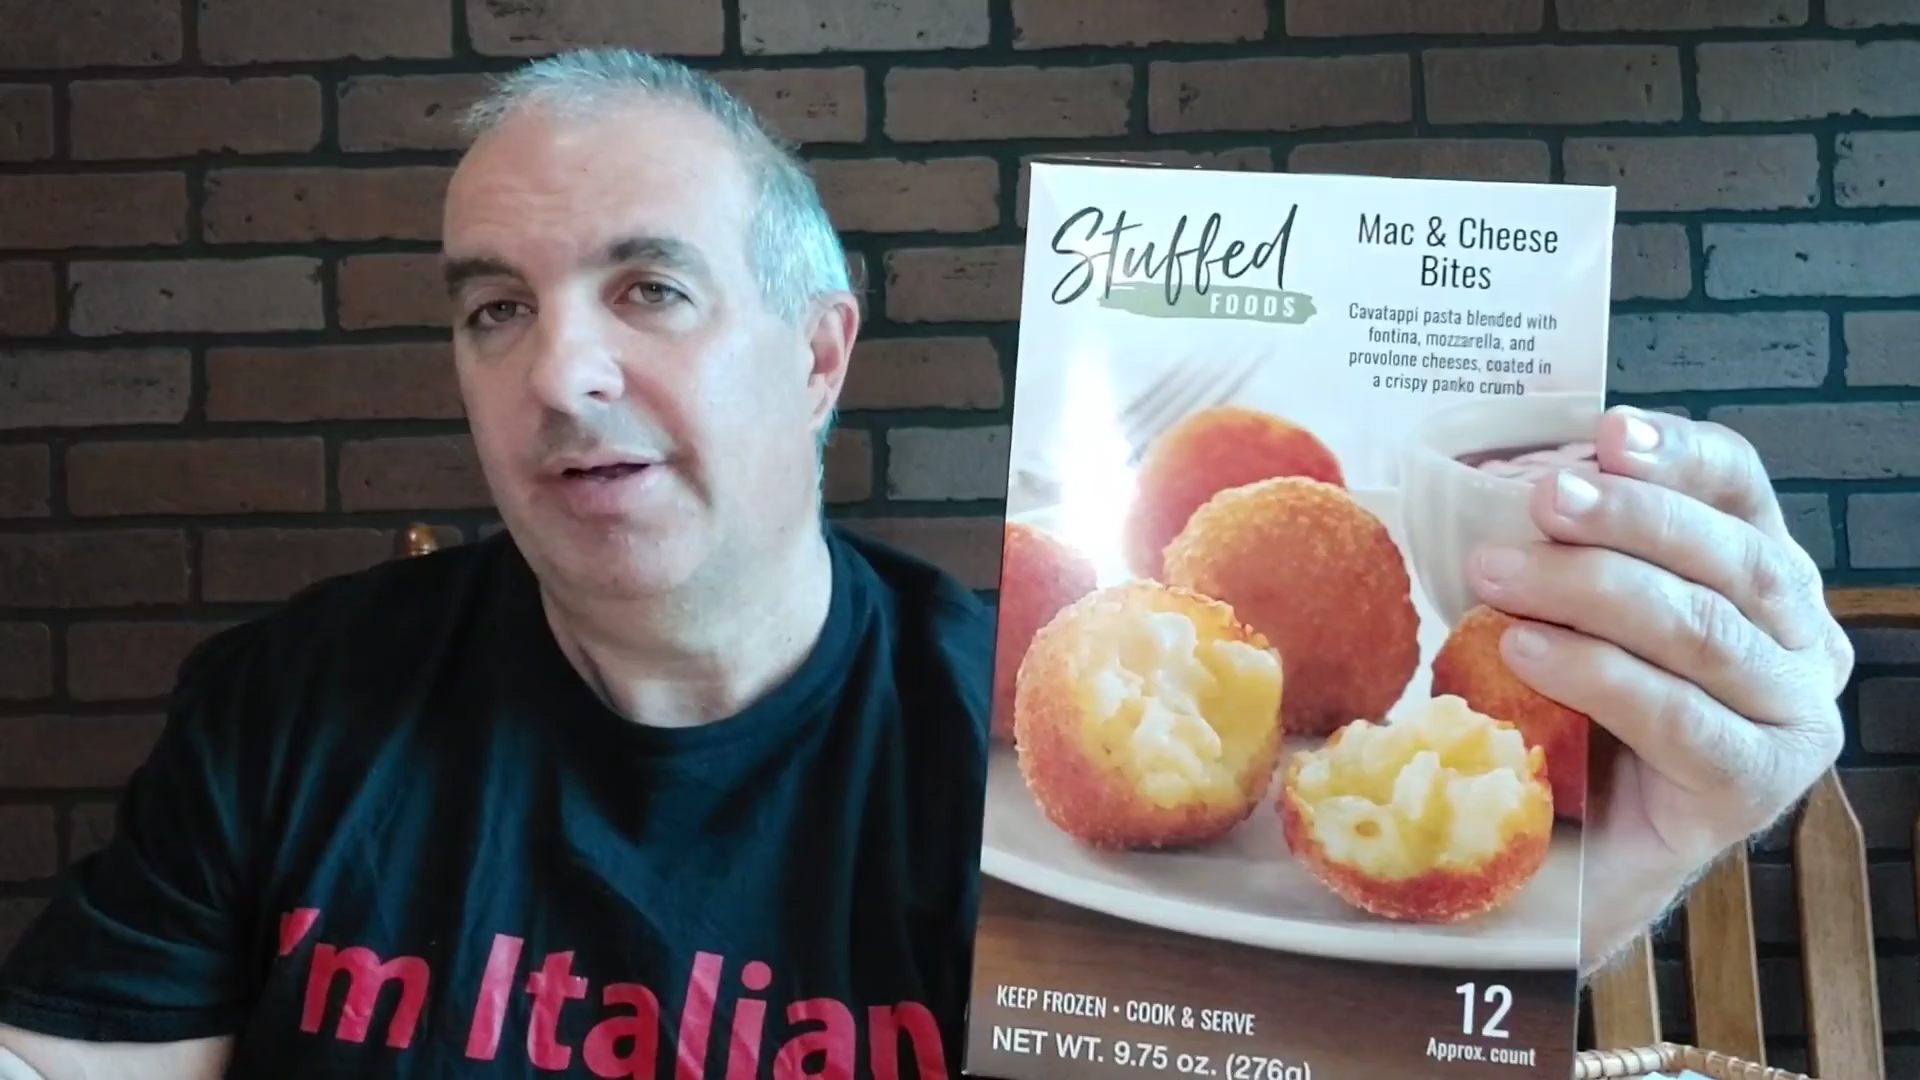 Stuffed
FOODS
Mac & Cheese
Bites
Cavatappi pasta blended with
fontina, mozzarella, and
provolone cheeses, coated in
a crispy panko crumb
KEEP FROZEN • COOK & SERVE
NET WT. 9.75 oz. (276g)
12
Approx. count
I'm Italian